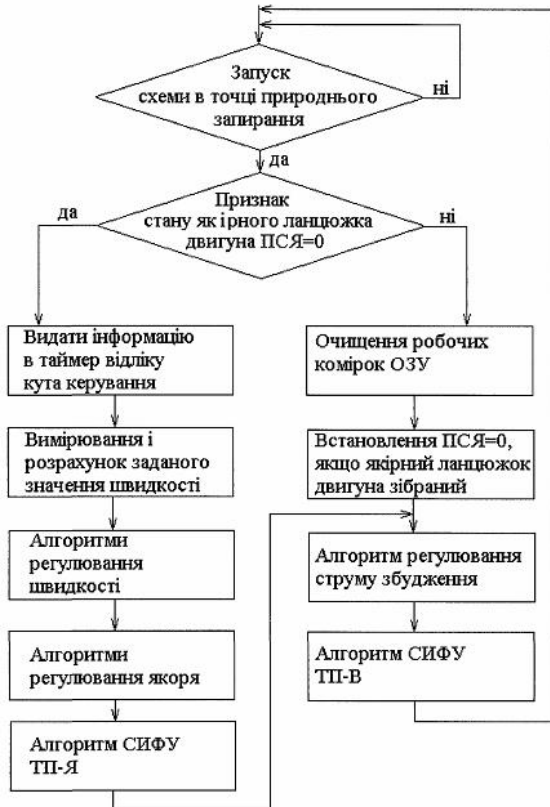 Запуск
схеми в точці природнього
запирання
ні
да
Признак
стану як ірного ланцюжка
двигуна ПСЯ=0
да
ні
Видати інформацію
в таймер відліку
кута керування
Вимірювання і
розрахунок заданого
значення швидкості
Алгоритми
регулювання
швидкості
Алгоритми
регулювання якоря
Алгоритм СИФУ
ТП-Я
Очищення робочих
комірок ОЗУ
Встановлення ПСЯ=0,
якщо якірний ланцюжок
двигуна зібраний
Алгоритм регулювання
струму збудження
Алгоритм СИФУ
ТП-В